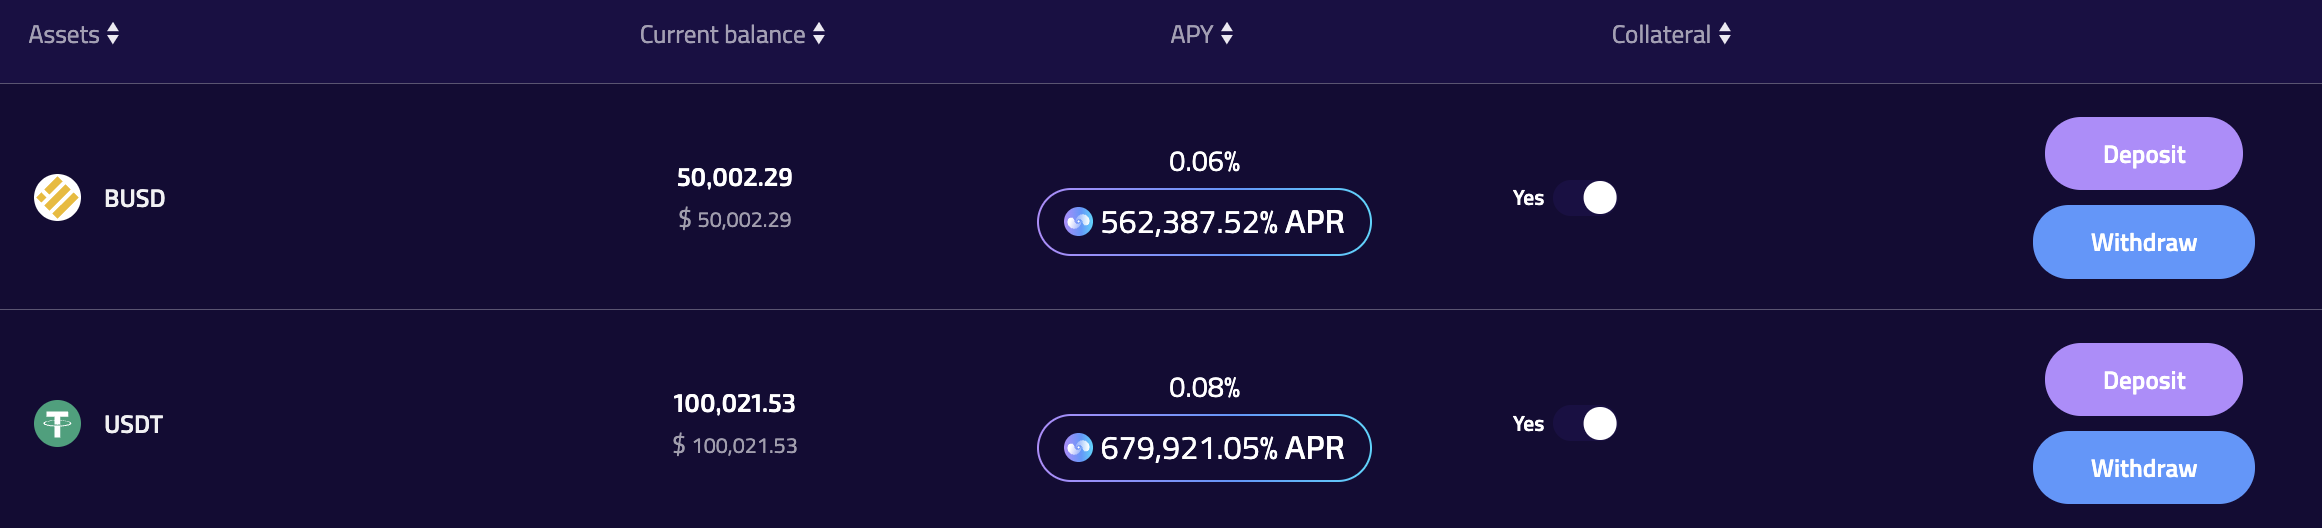 Assets Current balance APY Collateral
BUSD
50,002.29
$ 50,002.29
0.06%
562,387.52% APR
Yes
Deposit
Withdraw
USDT
100,021.53
$ 100,021.53
0.08%
679,921.05% APR
Yes
Deposit
Withdraw